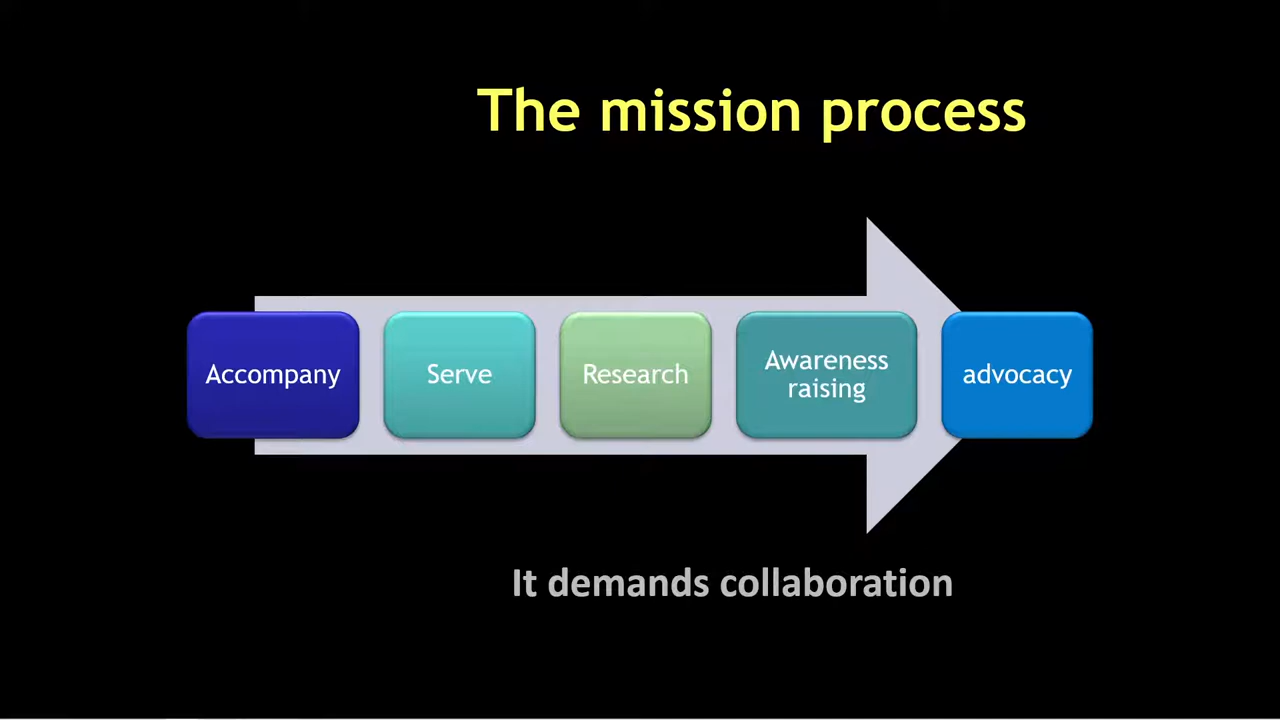 The mission process
Accompany
Serve
Research
Awareness
raising
advocacy
It demands collaboration